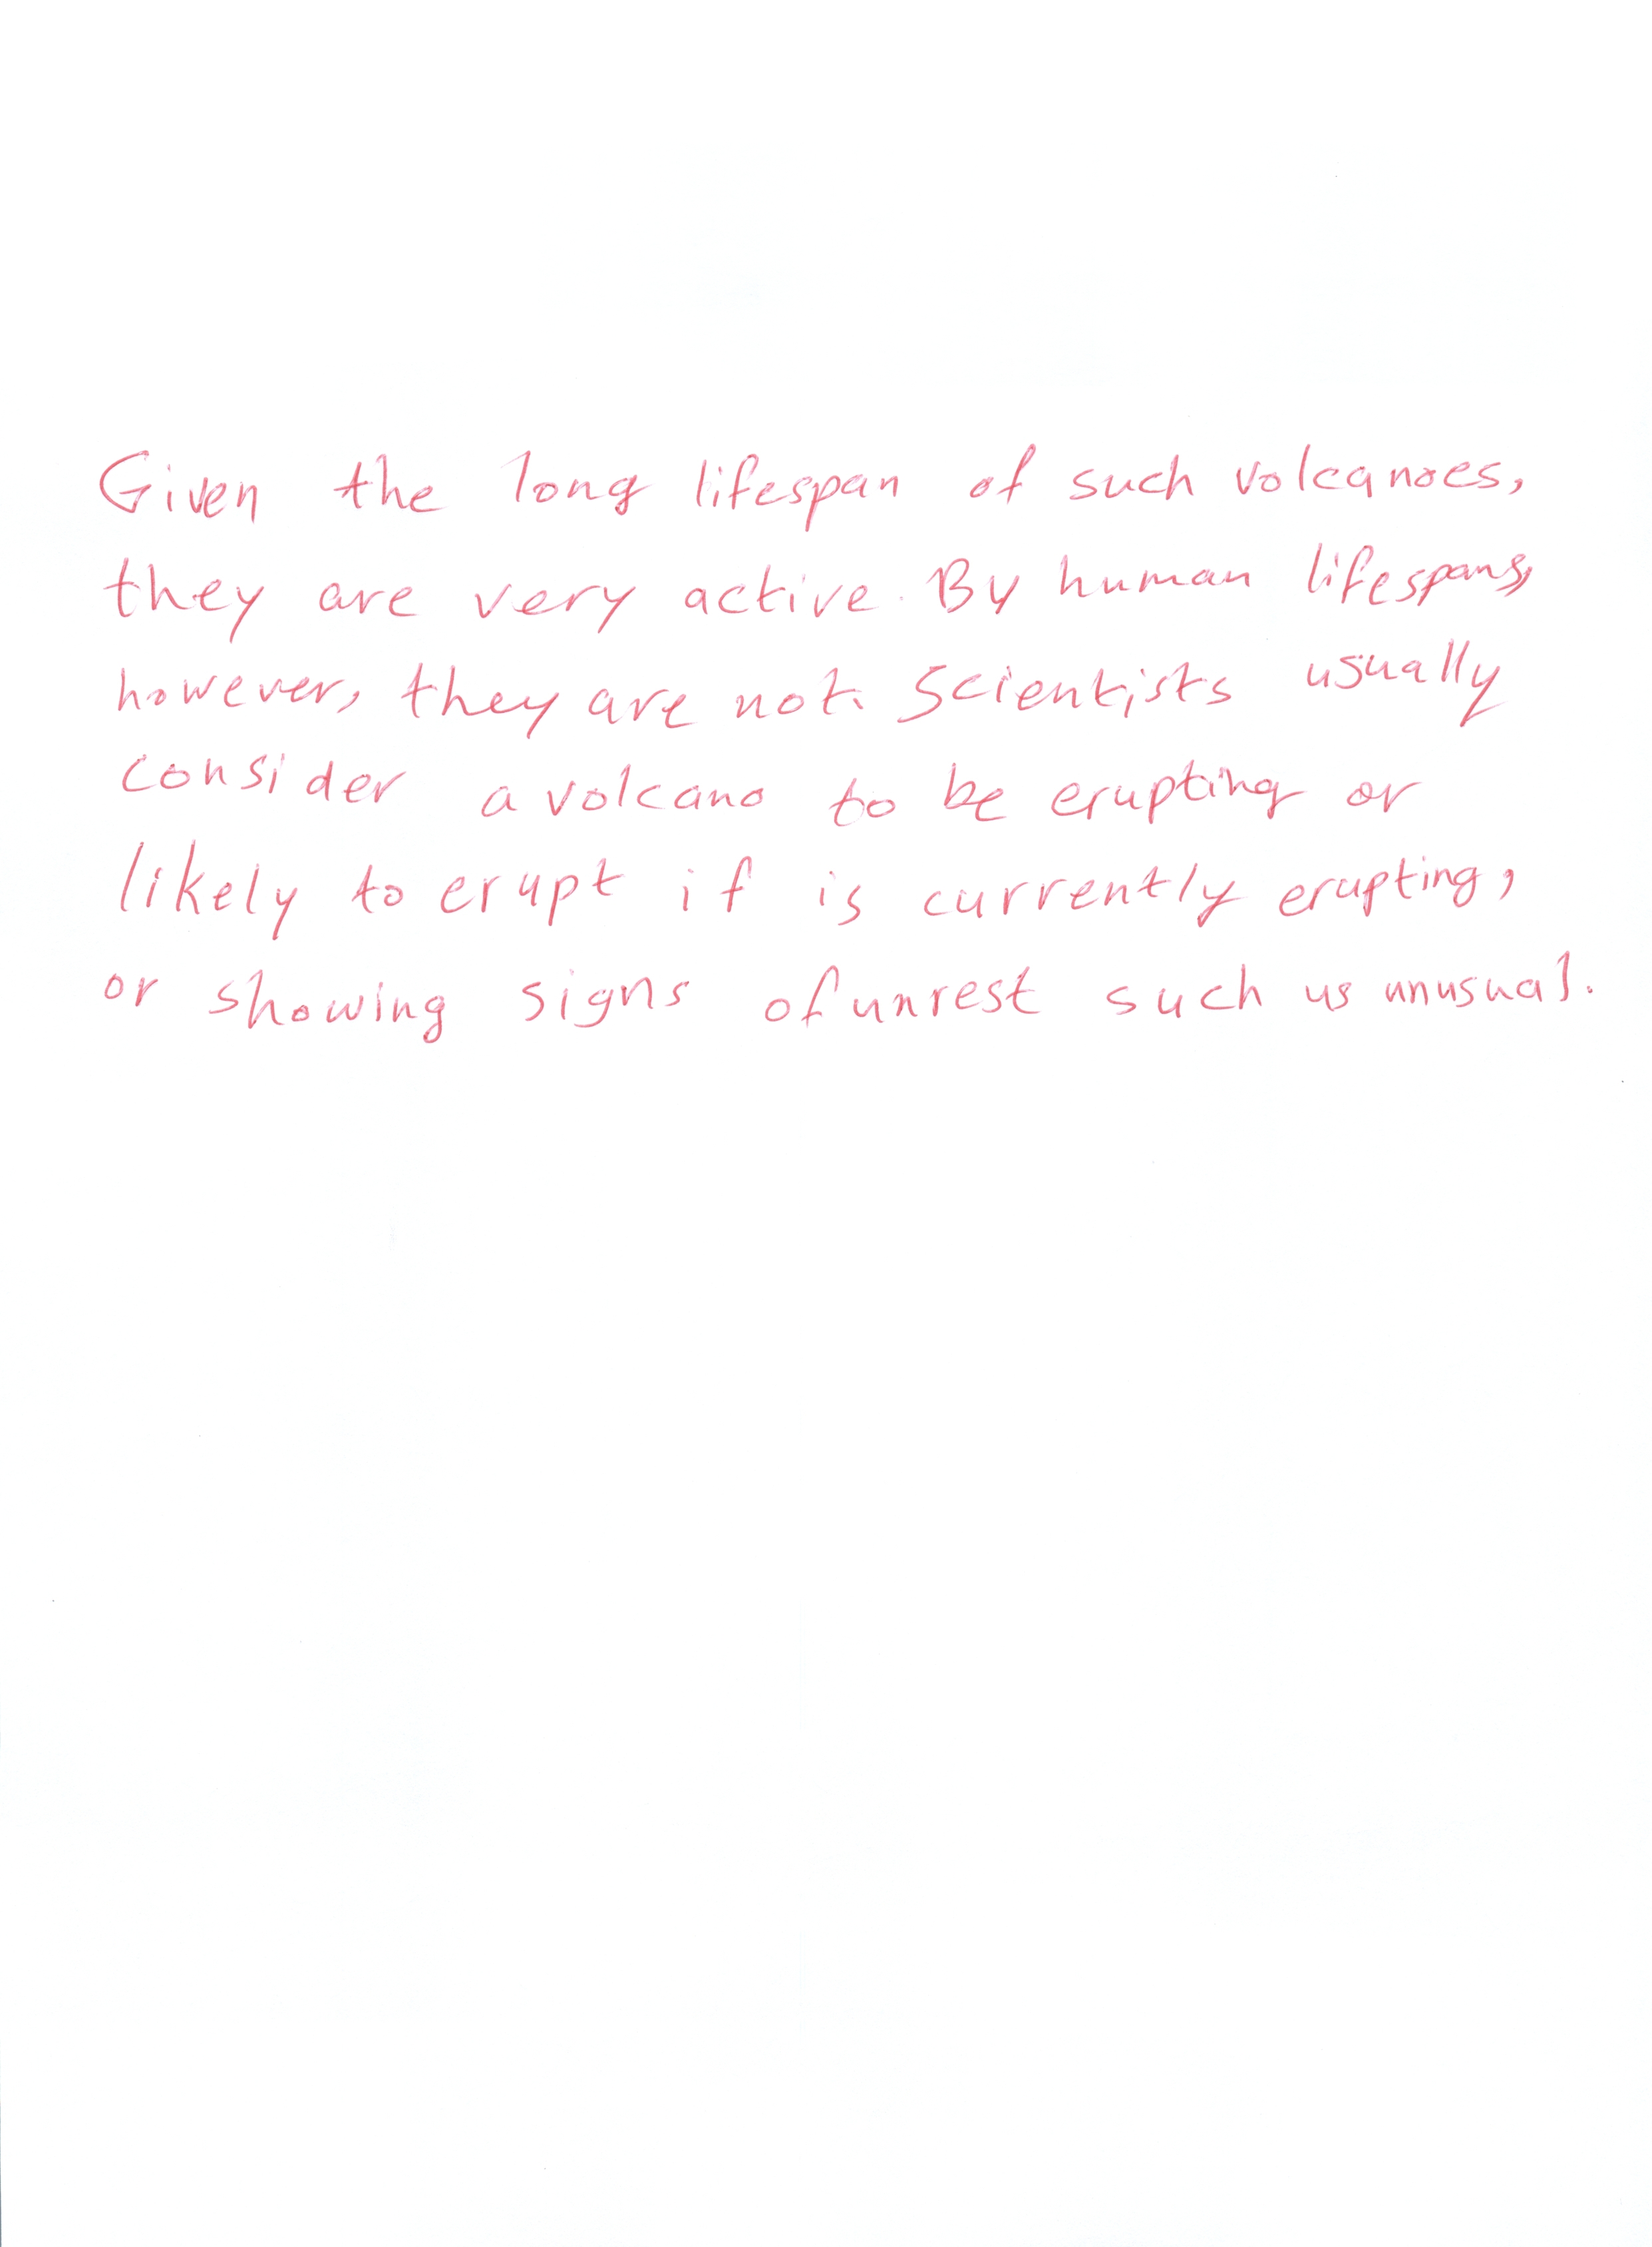 Given the long lifespan of such volcanoes,
they are very active. By human lifespans,
however, they are not. Scientists usually
consider a volcano to be erupting or
likely to erupt if is currently erupting,
or showing signs of unrest such us unusual.